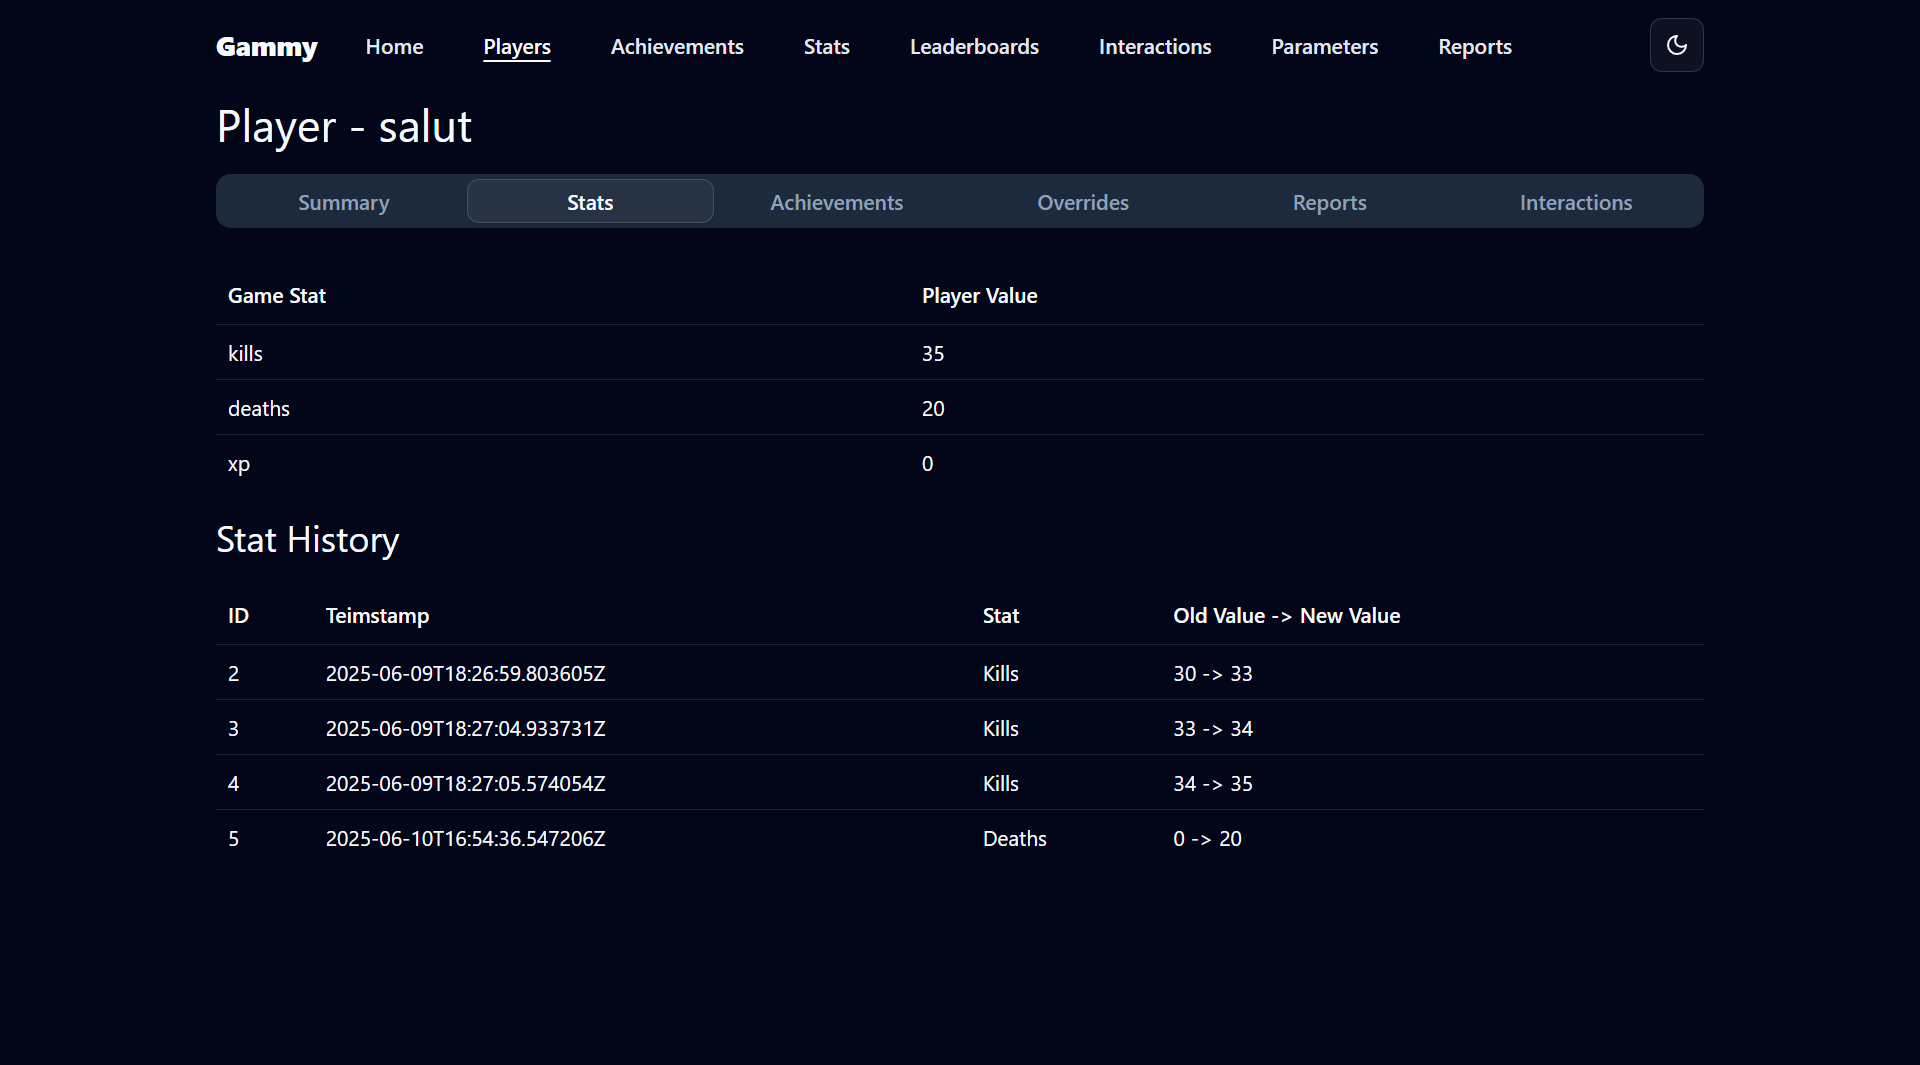 Gammy Home Players Achievements Stats Leaderboards Interactions Parameters Reports
Player - salut
Summary Stats Achievements Overrides Reports Interactions
Game Stat Player Value
kills 35
deaths 20
xp 0
Stat History
ID Teimstamp Stat Old Value -> New Value
2 2025-06-09T18:26:59.803605Z Kills 30 -> 33
3 2025-06-09T18:27:04.933731Z Kills 33 -> 34
4 2025-06-09T18:27:05.574054Z Kills 34 -> 35
5 2025-06-10T16:54:36.547206Z Deaths 0 -> 20